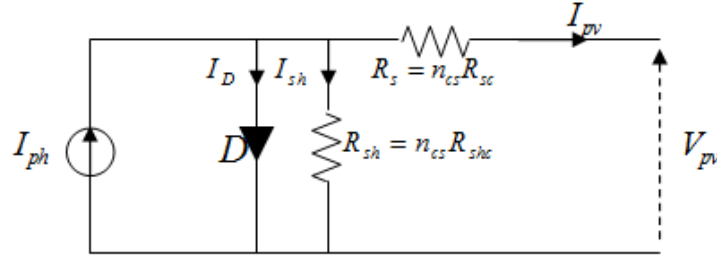 I_pv
I_D I_sh R_s = n_cs R_sc
I_ph D R_sh = n_cs R_shc V_pv